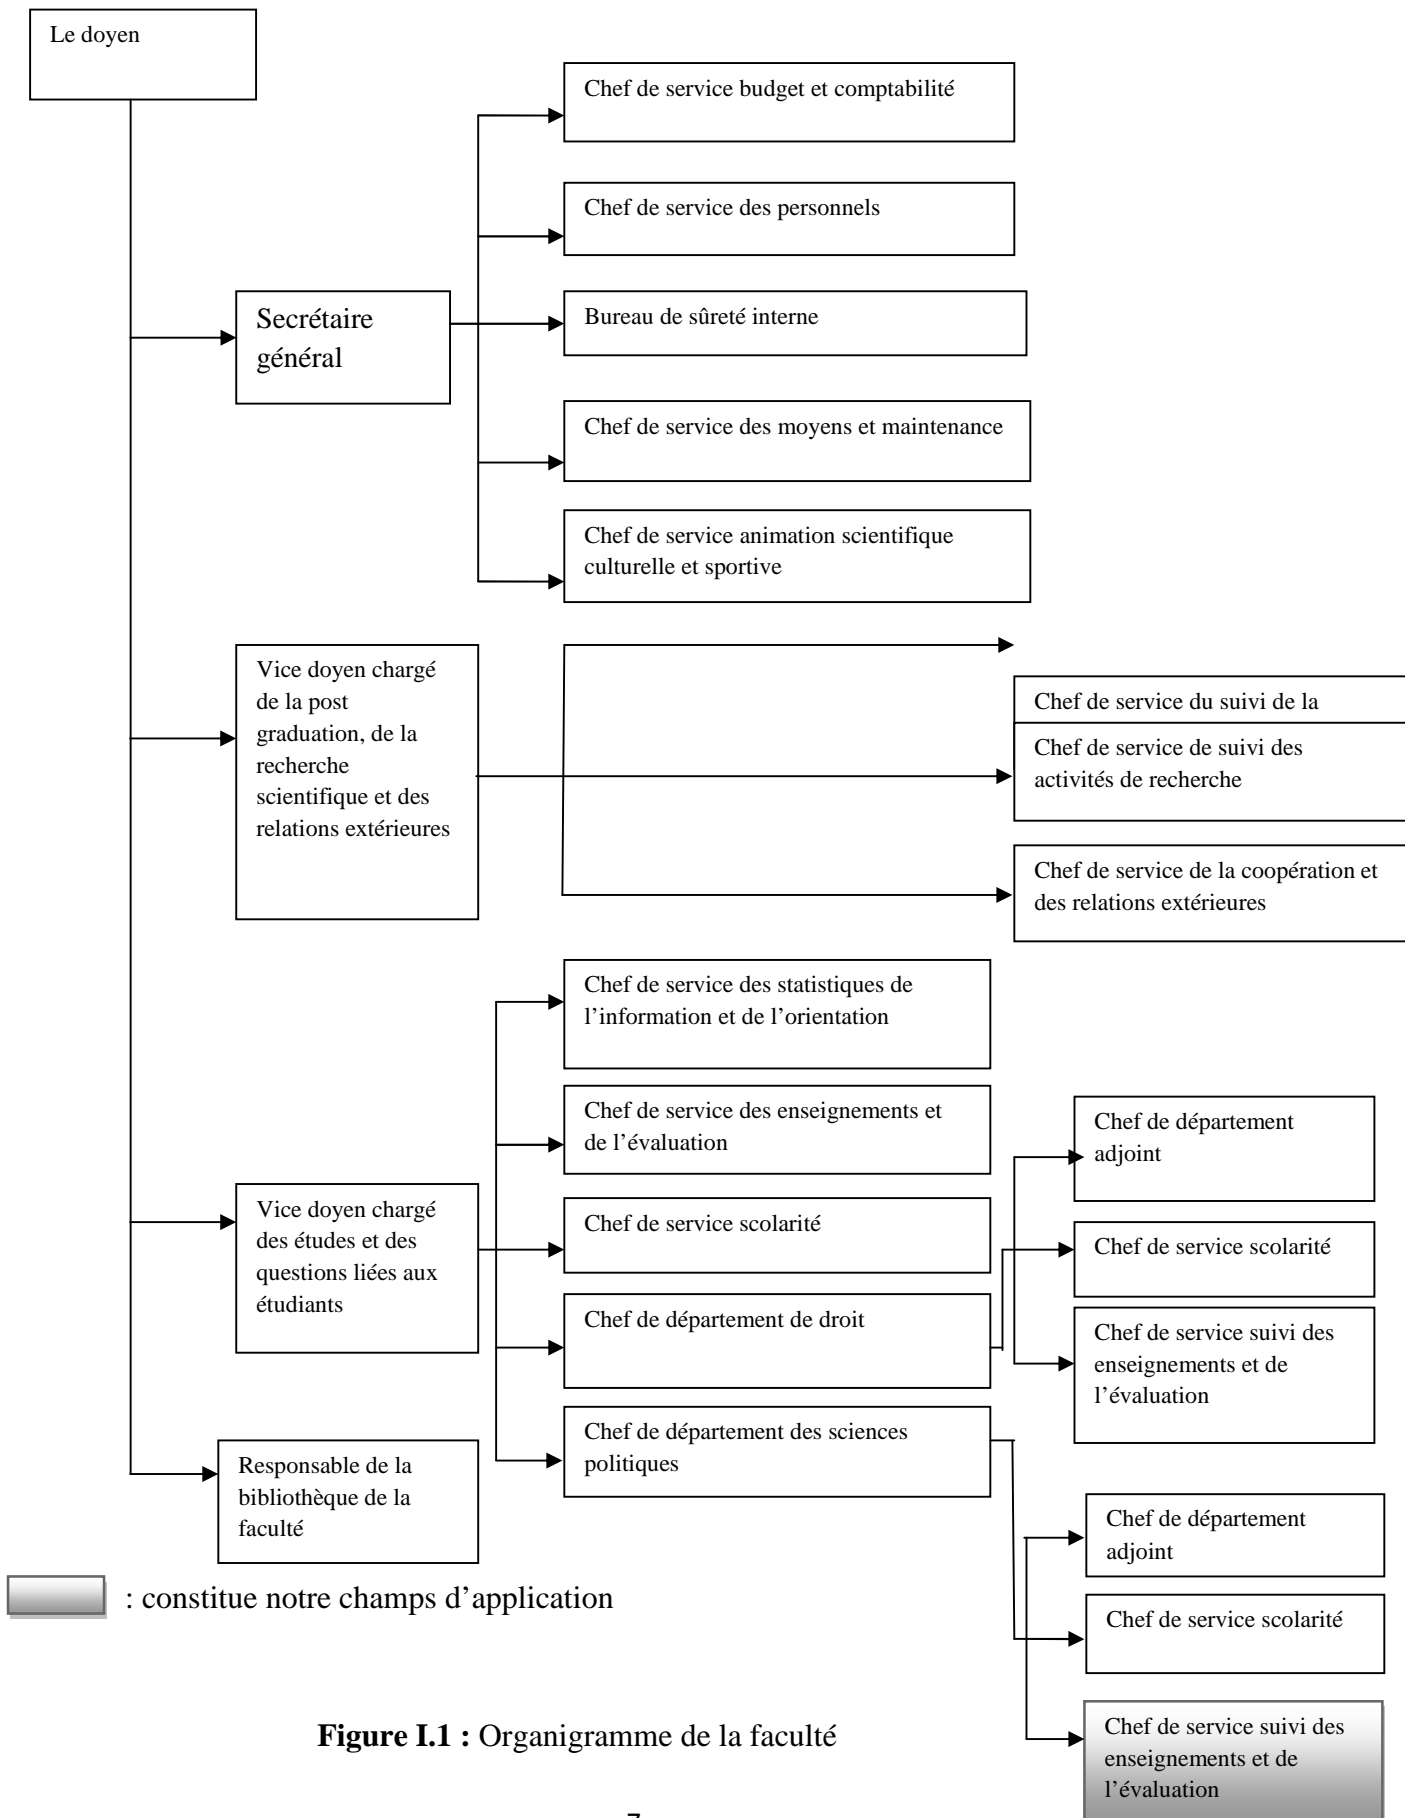 Le doyen
Chef de service budget et comptabilité
Chef de service des personnels
Secrétaire
général
Bureau de sûreté interne
Chef de service des moyens et maintenance
Chef de service animation scientifique
culturelle et sportive
Vice doyen chargé
de la post
graduation, de la
recherche
scientifique et des
relations extérieures
Chef de service du suivi de la
Chef de service de suivi des
activités de recherche
Chef de service de la coopération et
des relations extérieures
Chef de service des statistiques de
l’information et de l’orientation
Chef de service des enseignements et
de l’évaluation
Vice doyen chargé
des études et des
questions liées aux
étudiants
Chef de service scolarité
Chef de département de droit
Chef de département adjoint
Chef de service scolarité
Chef de service suivi des
enseignements et de
l’évaluation
Chef de département des sciences
politiques
Responsable de la
bibliothèque de la
faculté
Chef de département
adjoint
Chef de service scolarité
Chef de service suivi des
enseignements et de
l’évaluation
: constitue notre champs d’application
Figure I.1 : Organigramme de la faculté